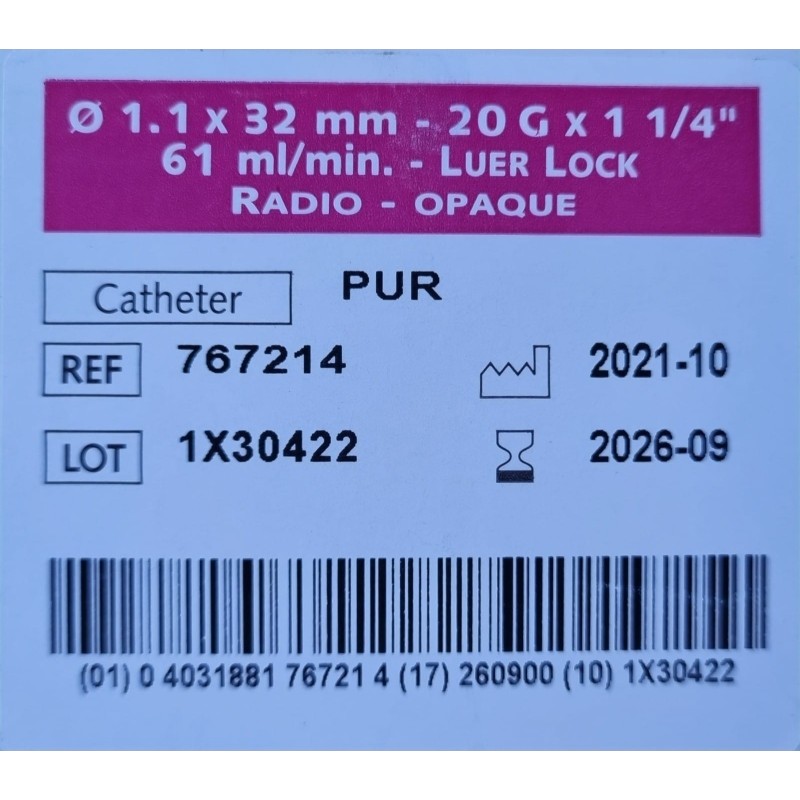 Ø 1.1 x 32 mm - 20 G x 1 1/4"
61 ml/min. - LUER LOCK
RADIO - OPAQUE
Catheter PUR
REF 767214 2021-10
LOT 1X30422 2026-09
(01) 0 4031881 76721 4 (17) 260900 (10) 1X30422